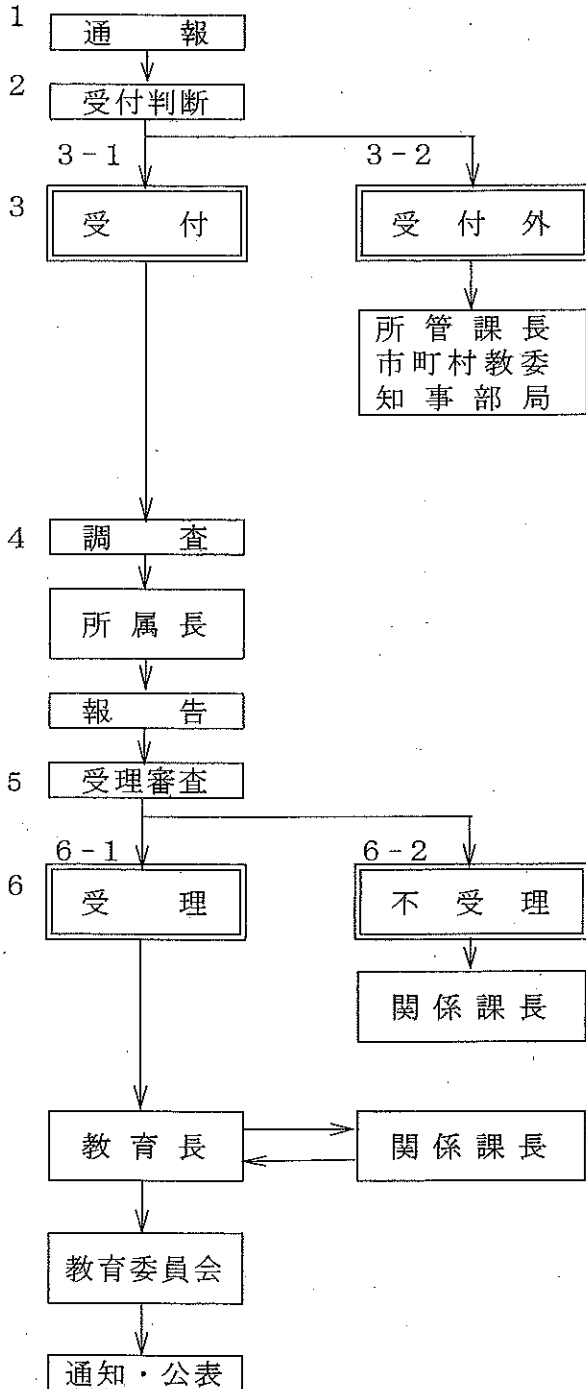 1
通報
2
受付判断
3-1 3-2
3
受付 受付外
所管課長
市町村教委
知事部局
4
調査
所属長
報告
5
受理審査
6-1 6-2
6
受理 不受理
関係課長
教育長 関係課長
教育委員会
通知・公表